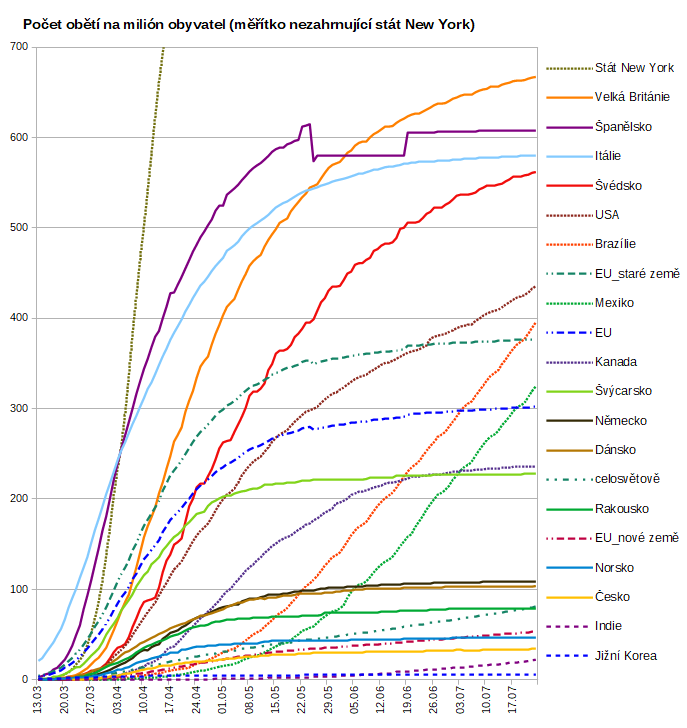 Počet obětí na milión obyvatel (měřítko nezahrnující stát New York)
700
600
500
400
300
200
100
0
13.03
20.03
27.03
03.04
10.04
17.04
24.04
01.05
08.05
15.05
22.05
29.05
05.06
12.06
19.06
26.06
03.07
10.07
17.07
Stát New York
Velká Británie
Španělsko
Itálie
Švédsko
USA
Brazílie
EU_staré země
Mexiko
EU
Kanada
Švýcarsko
Německo
Dánsko
celosvětově
Rakousko
EU_nové země
Norsko
Česko
Indie
Jižní Korea